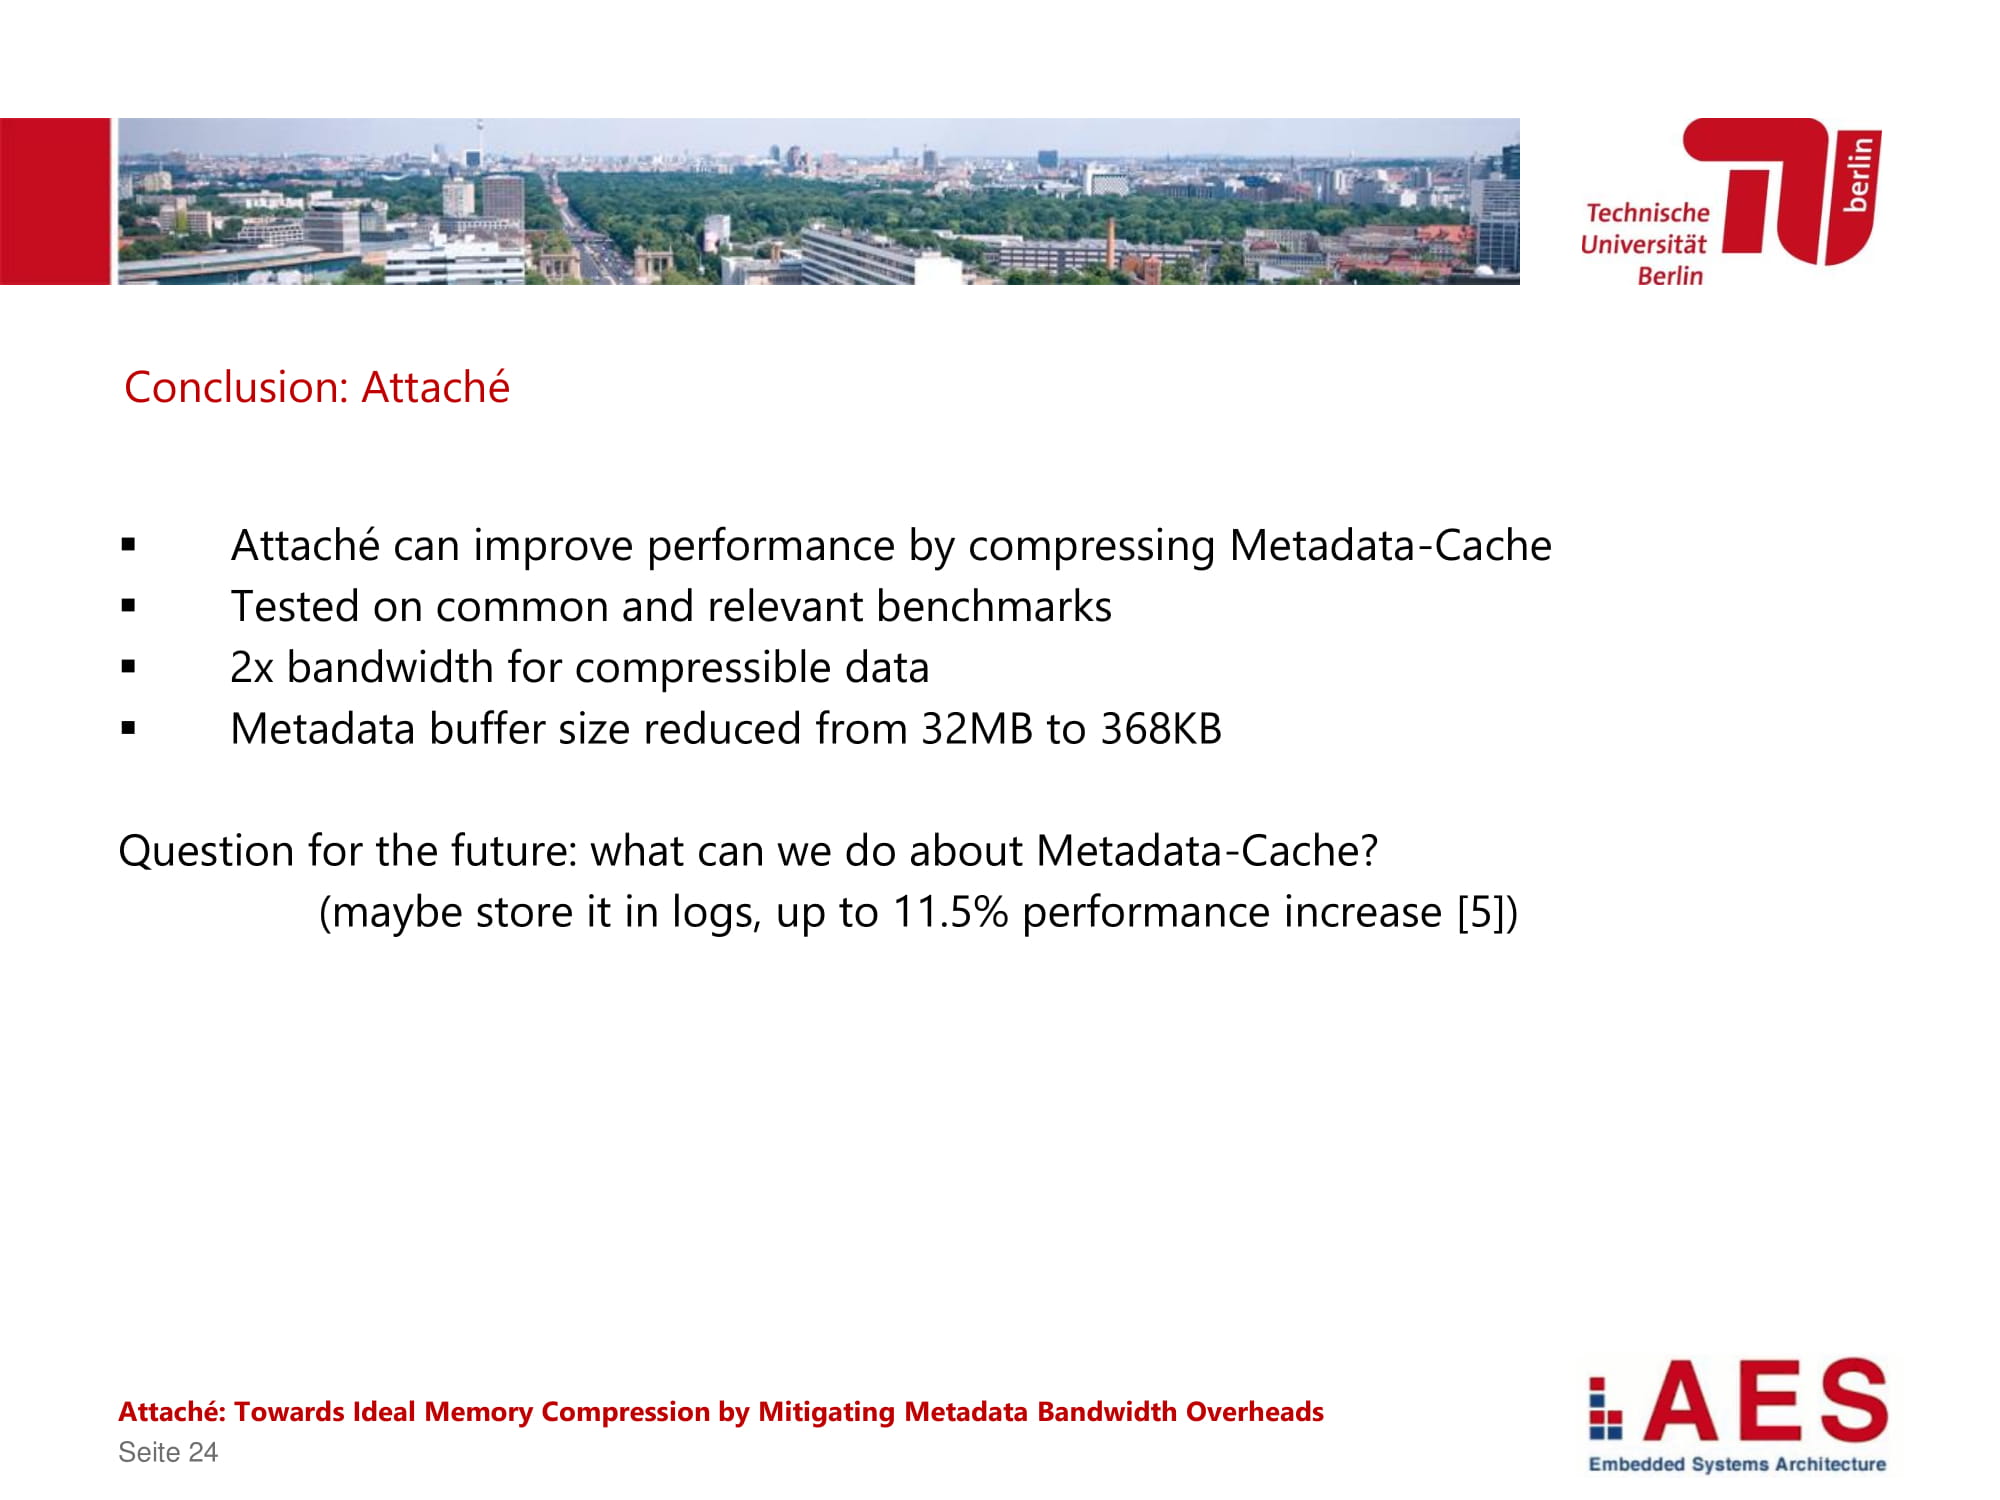 berlin
Technische
Universität
Berlin
Conclusion: Attaché
▪ Attaché can improve performance by compressing Metadata-Cache
▪ Tested on common and relevant benchmarks
▪ 2x bandwidth for compressible data
▪ Metadata buffer size reduced from 32MB to 368KB
Question for the future: what can we do about Metadata-Cache?
(maybe store it in logs, up to 11.5% performance increase [5])
Attaché: Towards Ideal Memory Compression by Mitigating Metadata Bandwidth Overheads
Seite 24
AES
Embedded Systems Architecture